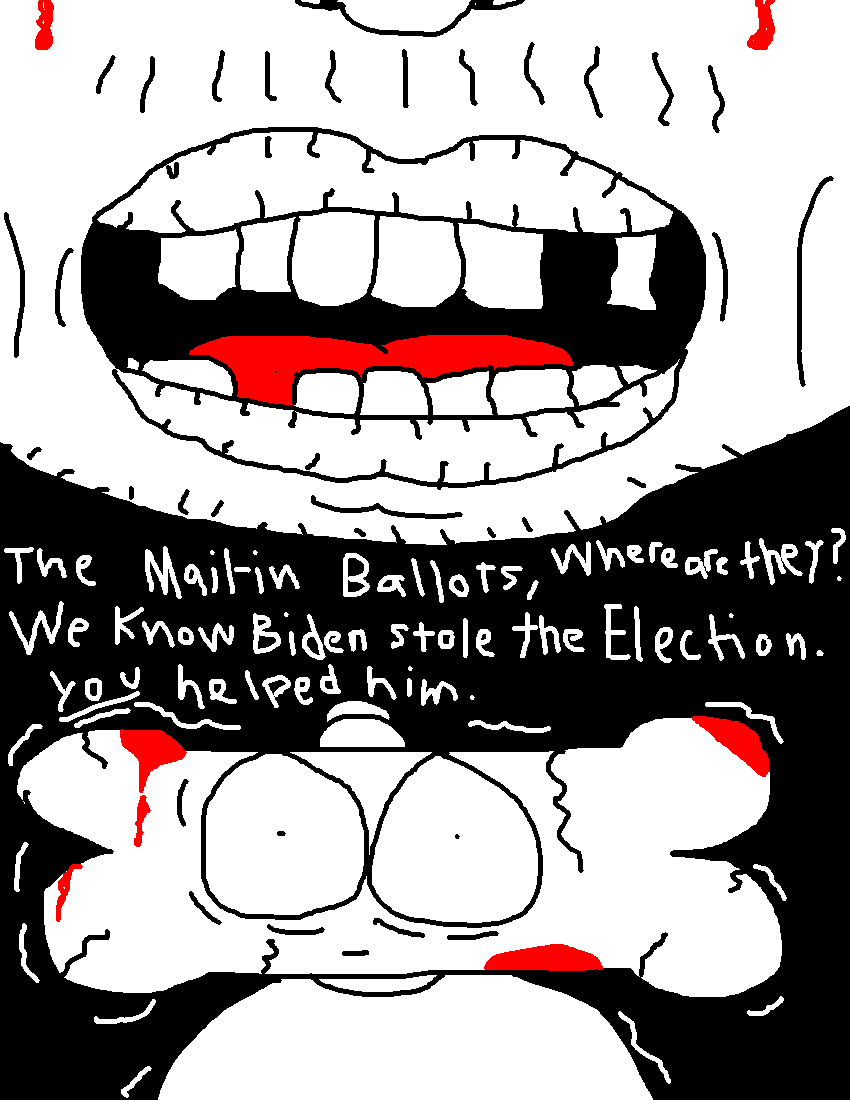 The Mail-in Ballots, Where are they?
We Know Biden stole the Election.
You helped him.